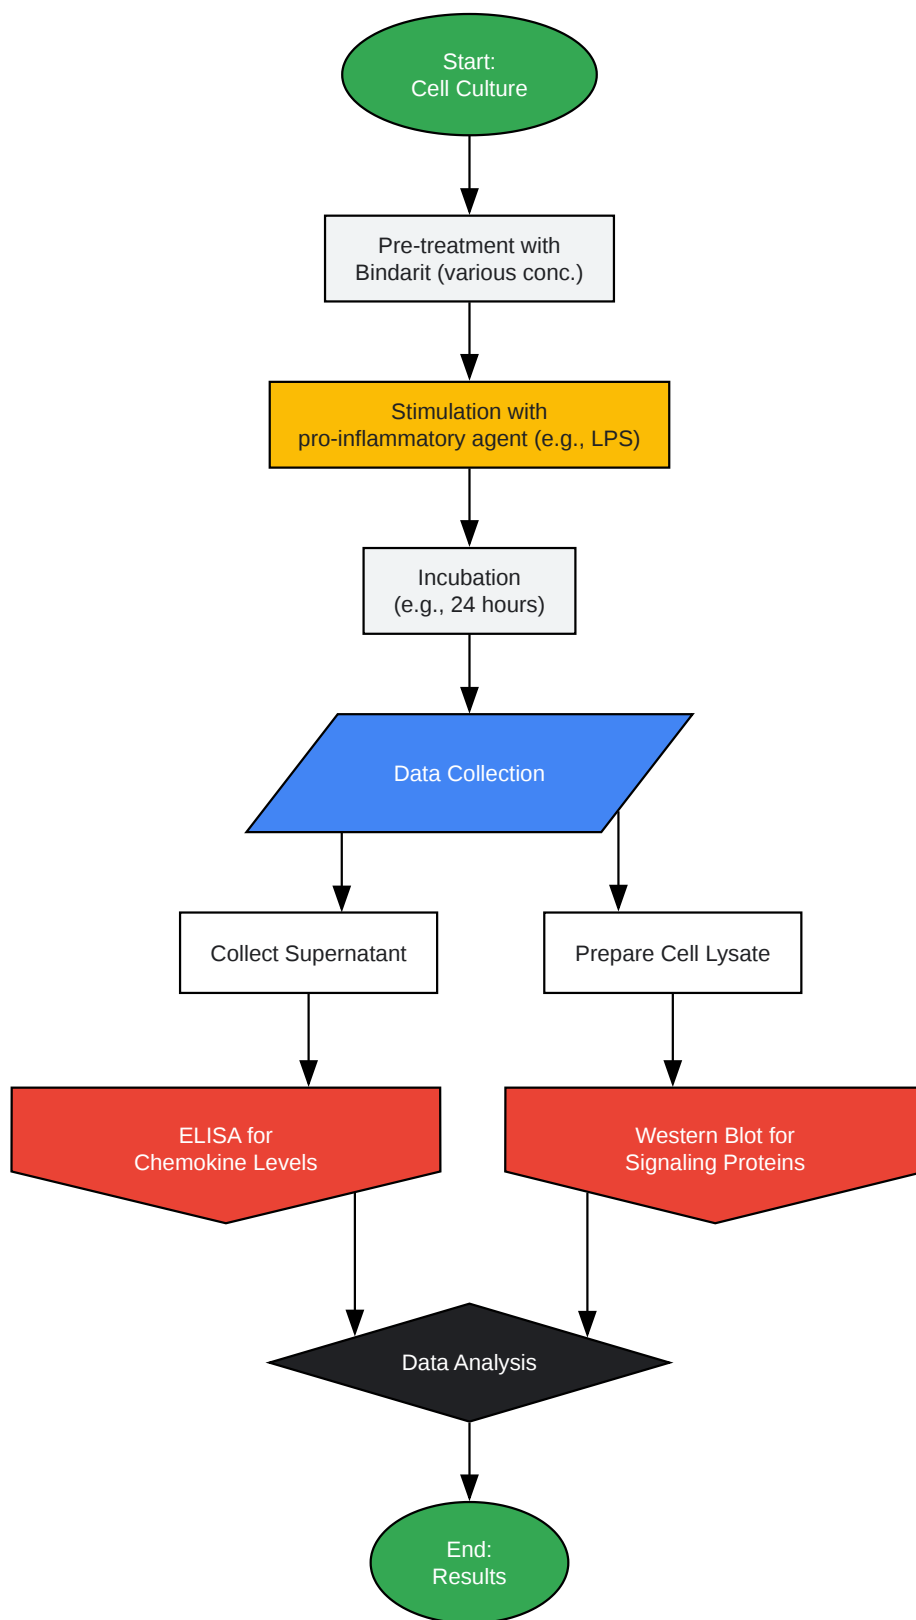 Start:
Cell Culture
Pre-treatment with
Bindarit (various conc.)
Stimulation with
pro-inflammatory agent (e.g., LPS)
Incubation
(e.g., 24 hours)
Data Collection
Collect Supernatant
Prepare Cell Lysate
ELISA for
Chemokine Levels
Western Blot for
Signaling Proteins
Data Analysis
End:
Results